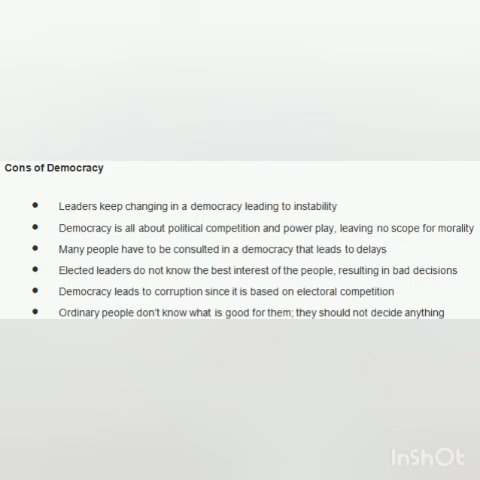 Cons of Democracy
● Leaders keep changing in a democracy leading to instability
● Democracy is all about political competition and power play, leaving no scope for morality
● Many people have to be consulted in a democracy that leads to delays
● Elected leaders do not know the best interest of the people, resulting in bad decisions
● Democracy leads to corruption since it is based on electoral competition
● Ordinary people don't know what is good for them; they should not decide anything
InShOt